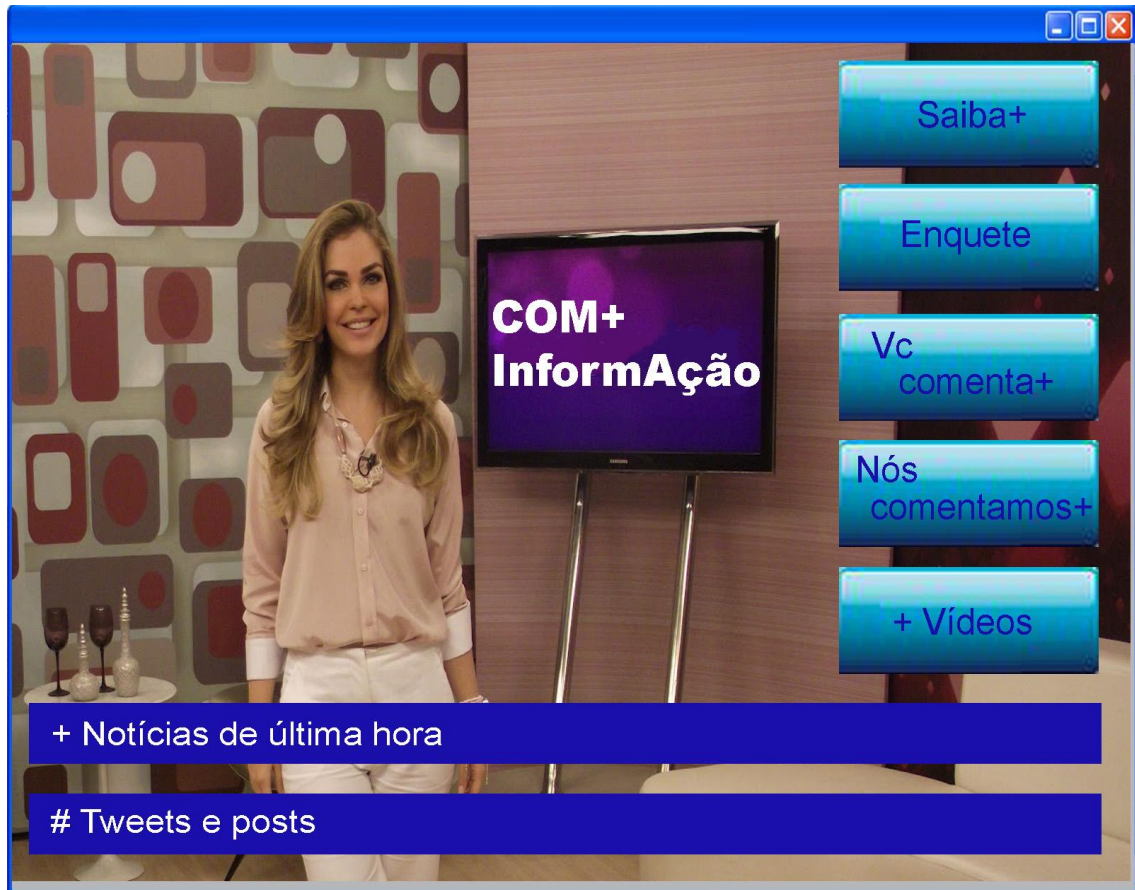 Saiba+
Enquete
COM+
InformAção
Vc
comenta+
Nós
comentamos+
+ Vídeos
+ Notícias de última hora
# Tweets e posts